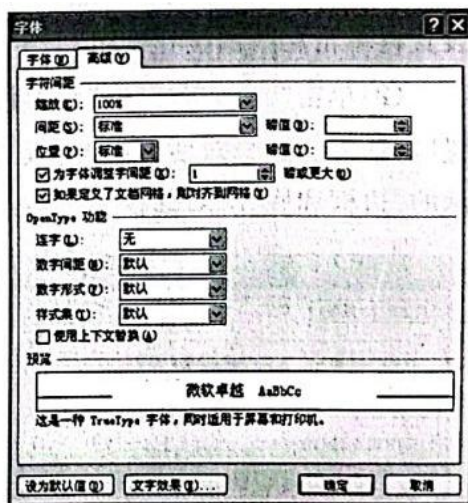 字体
字体(N) 高级(V)
字符间距
缩放(C): 100%
间距(S): 标准 磅值(B):
位置(P): 标准 磅值(Y):
为字体调整字间距(K): 1 磅或更大(O)
如果定义了文档网格，则对齐到网格(W)
OpenType 功能
连字(L): 无
数字间距(M): 默认
数字形式(F): 默认
样式集(T): 默认
使用上下文替换(A)
预览
微软卓越 AaBbCc
这是一种 TrueType 字体，同时适用于屏幕和打印机。
设为默认值(D) 文字效果(E)... 确定 取消